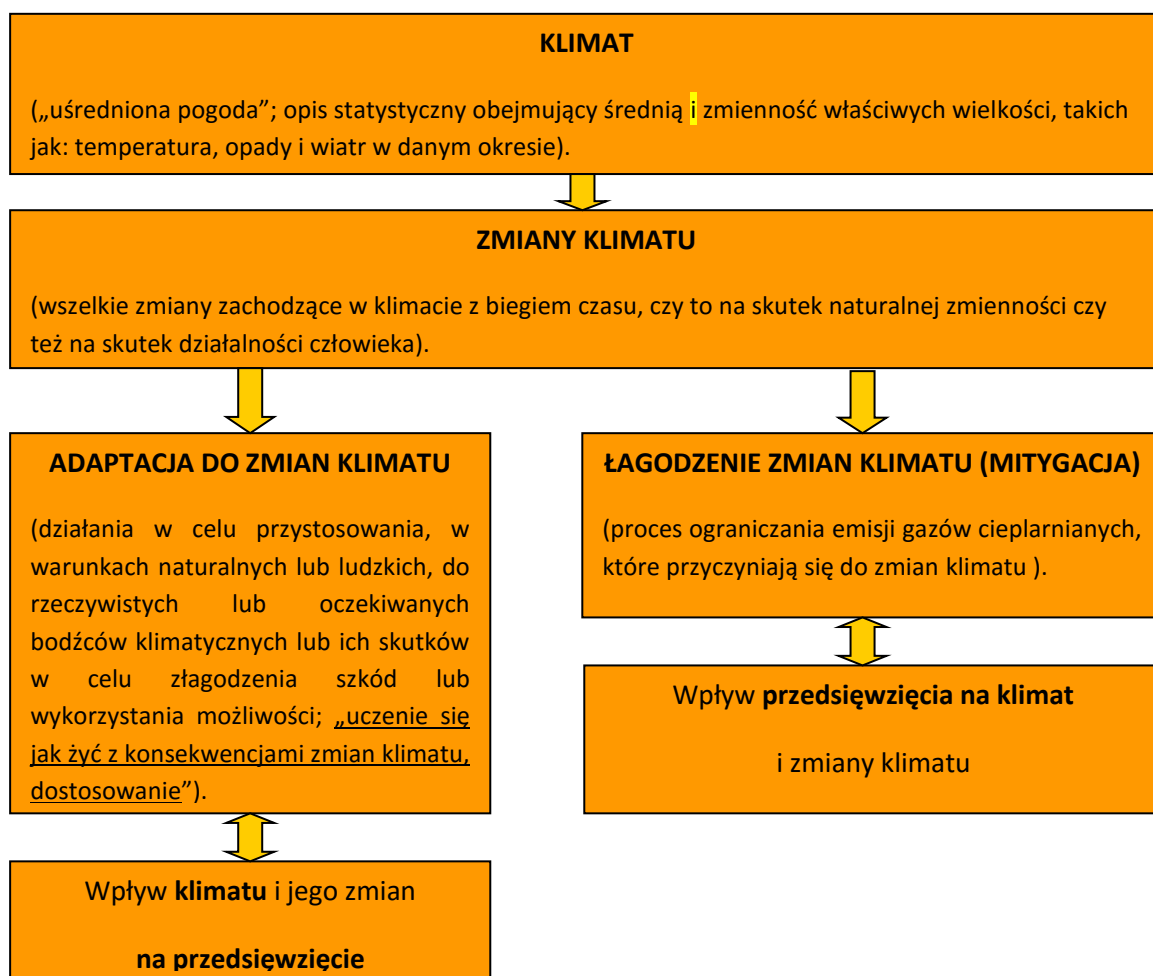 KLIMAT
(„uśredniona pogoda”; opis statystyczny obejmujący średnią i zmienność właściwych wielkości, takich
jak: temperatura, opady i wiatr w danym okresie).
ZMIANY KLIMATU
(wszelkie zmiany zachodzące w klimacie z biegiem czasu, czy to na skutek naturalnej zmienności czy
też na skutek działalności człowieka).
ADAPTACJA DO ZMIAN KLIMATU
(działania w celu przystosowania, w
warunkach naturalnych lub ludzkich, do
rzeczywistych lub oczekiwanych
bodźców klimatycznych lub ich skutków
w celu złagodzenia szkód lub
wykorzystania możliwości; „uczenie się
jak żyć z konsekwencjami zmian klimatu,
dostosowanie”).
ŁAGODZENIE ZMIAN KLIMATU (MITYGACJA)
(proces ograniczania emisji gazów cieplarnianych,
które przyczyniają się do zmian klimatu ).
Wpływ przedsięwzięcia na klimat
i zmiany klimatu
Wpływ klimatu i jego zmian
na przedsięwzięcie